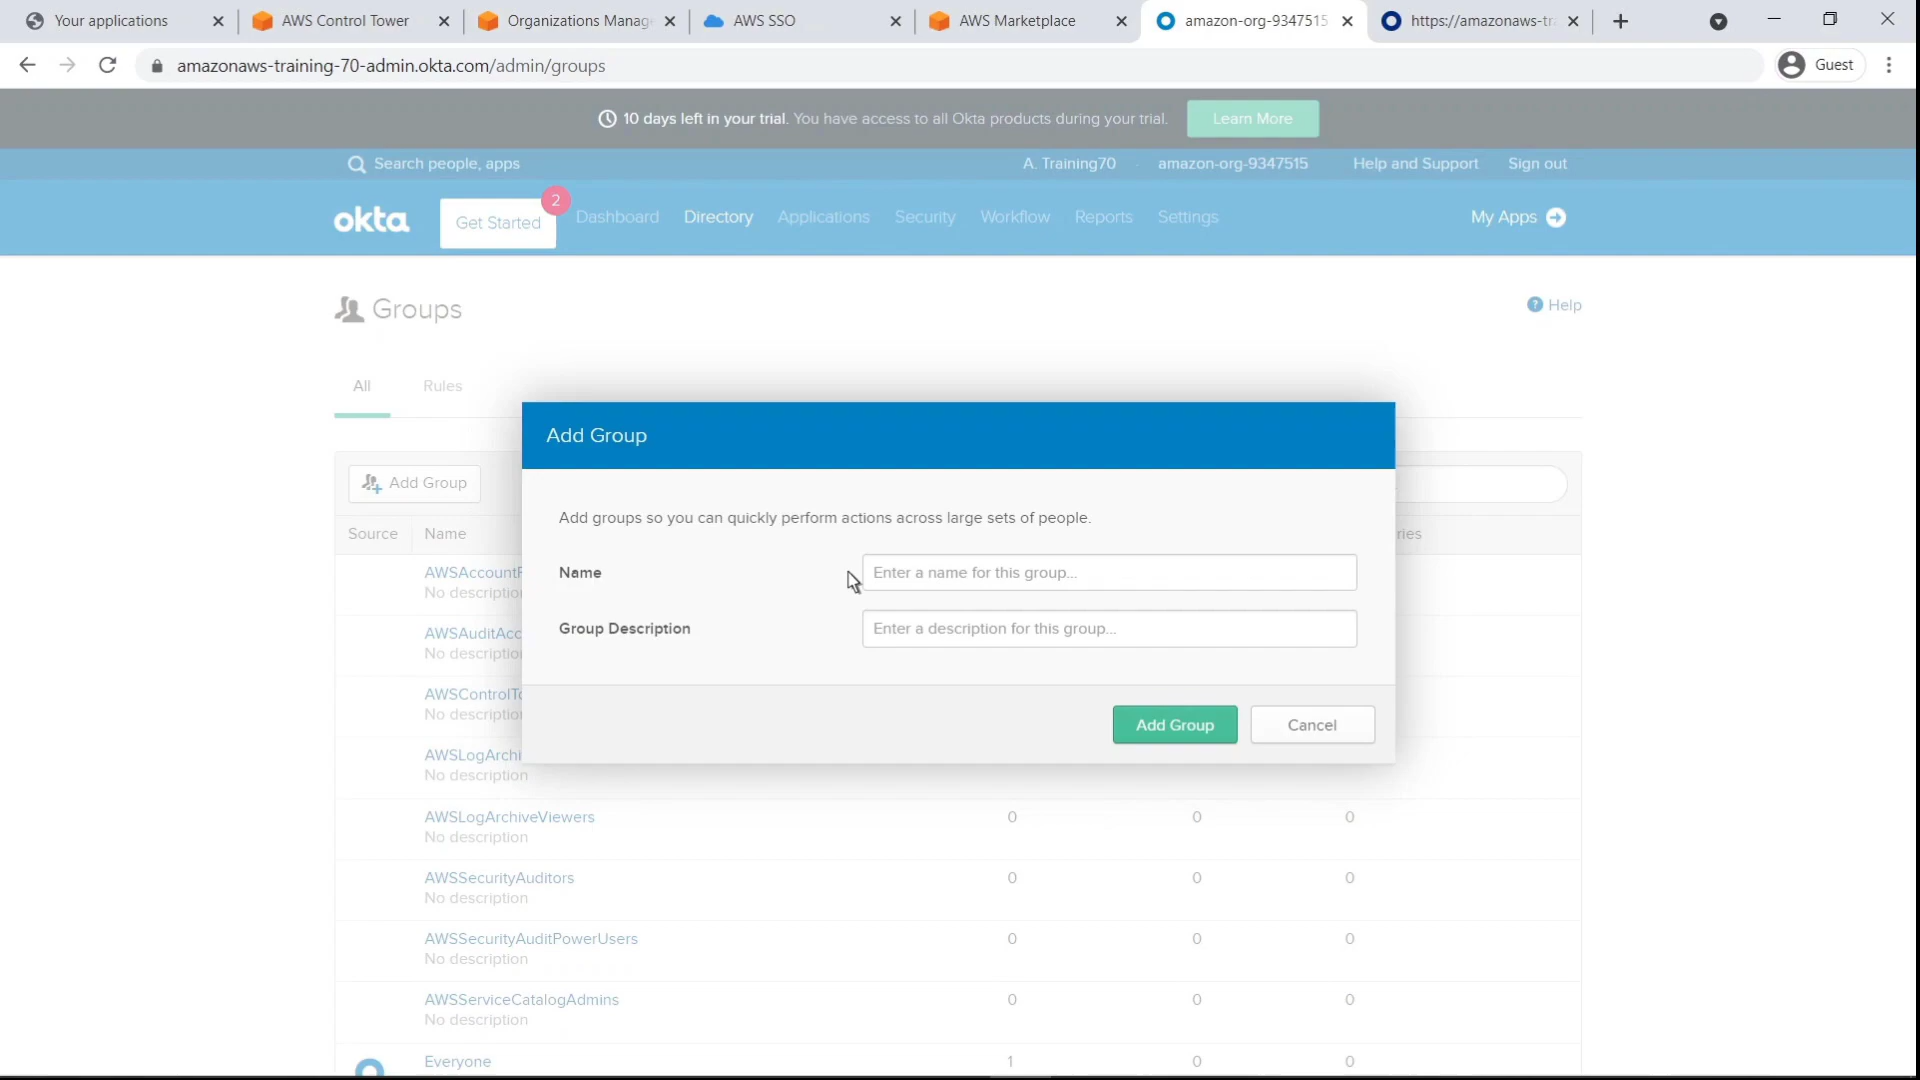 Your applications
AWS Control Tower
Organizations Manag
AWS SSO
AWS Marketplace
amazon-org-9347515
https://amazonaws-tra
amazonaws-training-70-admin.okta.com/admin/groups
Guest
10 days left in your trial. You have access to all Okta products during your trial.
Learn More
Search people, apps
A. Training70
amazon-org-9347515
Help and Support
Sign out
okta
Get Started
2
Dashboard
Directory
Applications
Security
Workflow
Reports
Settings
My Apps
Groups
Help
All
Rules
Add Group
Add Group
Source
Name
ries
Add groups so you can quickly perform actions across large sets of people.
Name
Enter a name for this group...
Group Description
Enter a description for this group...
Add Group
Cancel
AWSAccountF
No description
AWSAuditAcc
No description
AWSControlTo
No description
AWSLogArchi
No description
AWSLogArchiveViewers 0 0 0
No description
AWSSecurityAuditors 0 0 0
No description
AWSSecurityAuditPowerUsers 0 0 0
No description
AWSServiceCatalogAdmins 0 0 0
No description
Everyone 1 0 0